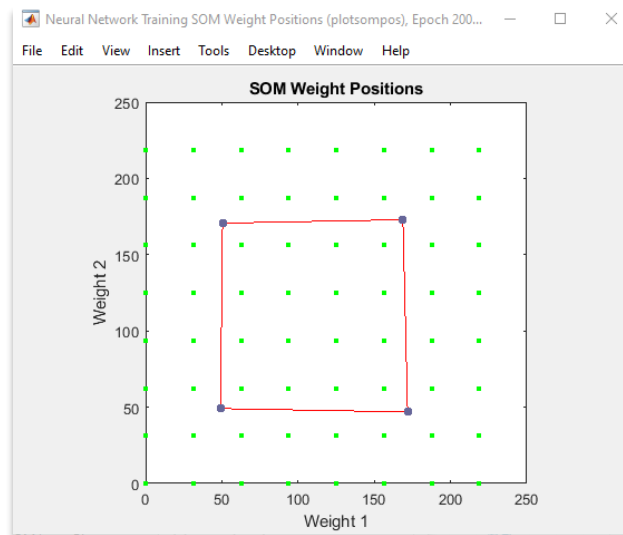 Neural Network Training SOM Weight Positions (plotsompos), Epoch 200...
File Edit View Insert Tools Desktop Window Help
SOM Weight Positions
250
200
150
100
50
0
Weight 2
0 50 100 150 200 250
Weight 1